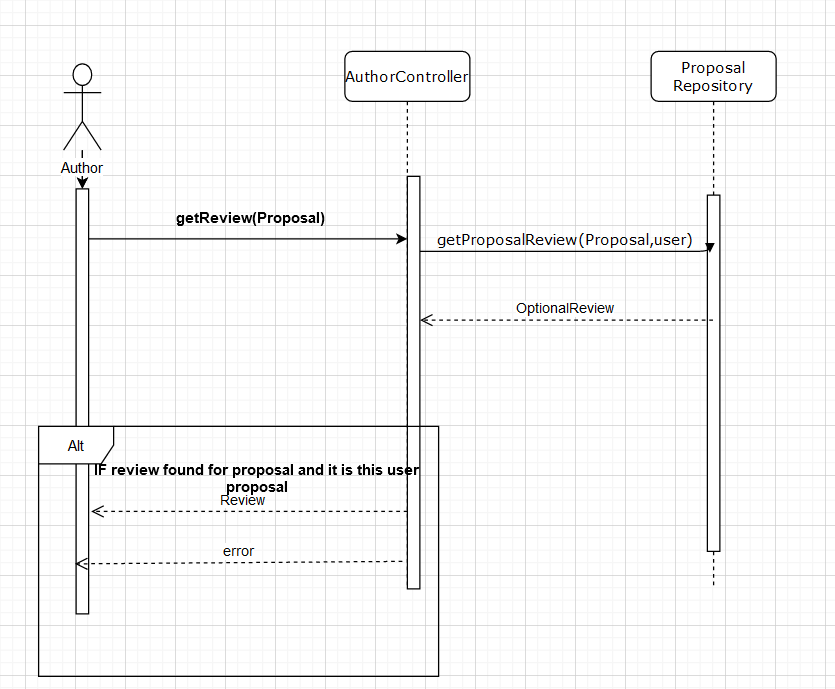 AuthorController
Proposal
Repository
Author
getReview(Proposal)
getProposalReview(Proposal,user)
OptionalReview
Alt
IF review found for proposal and it is this user
proposal
Review
error